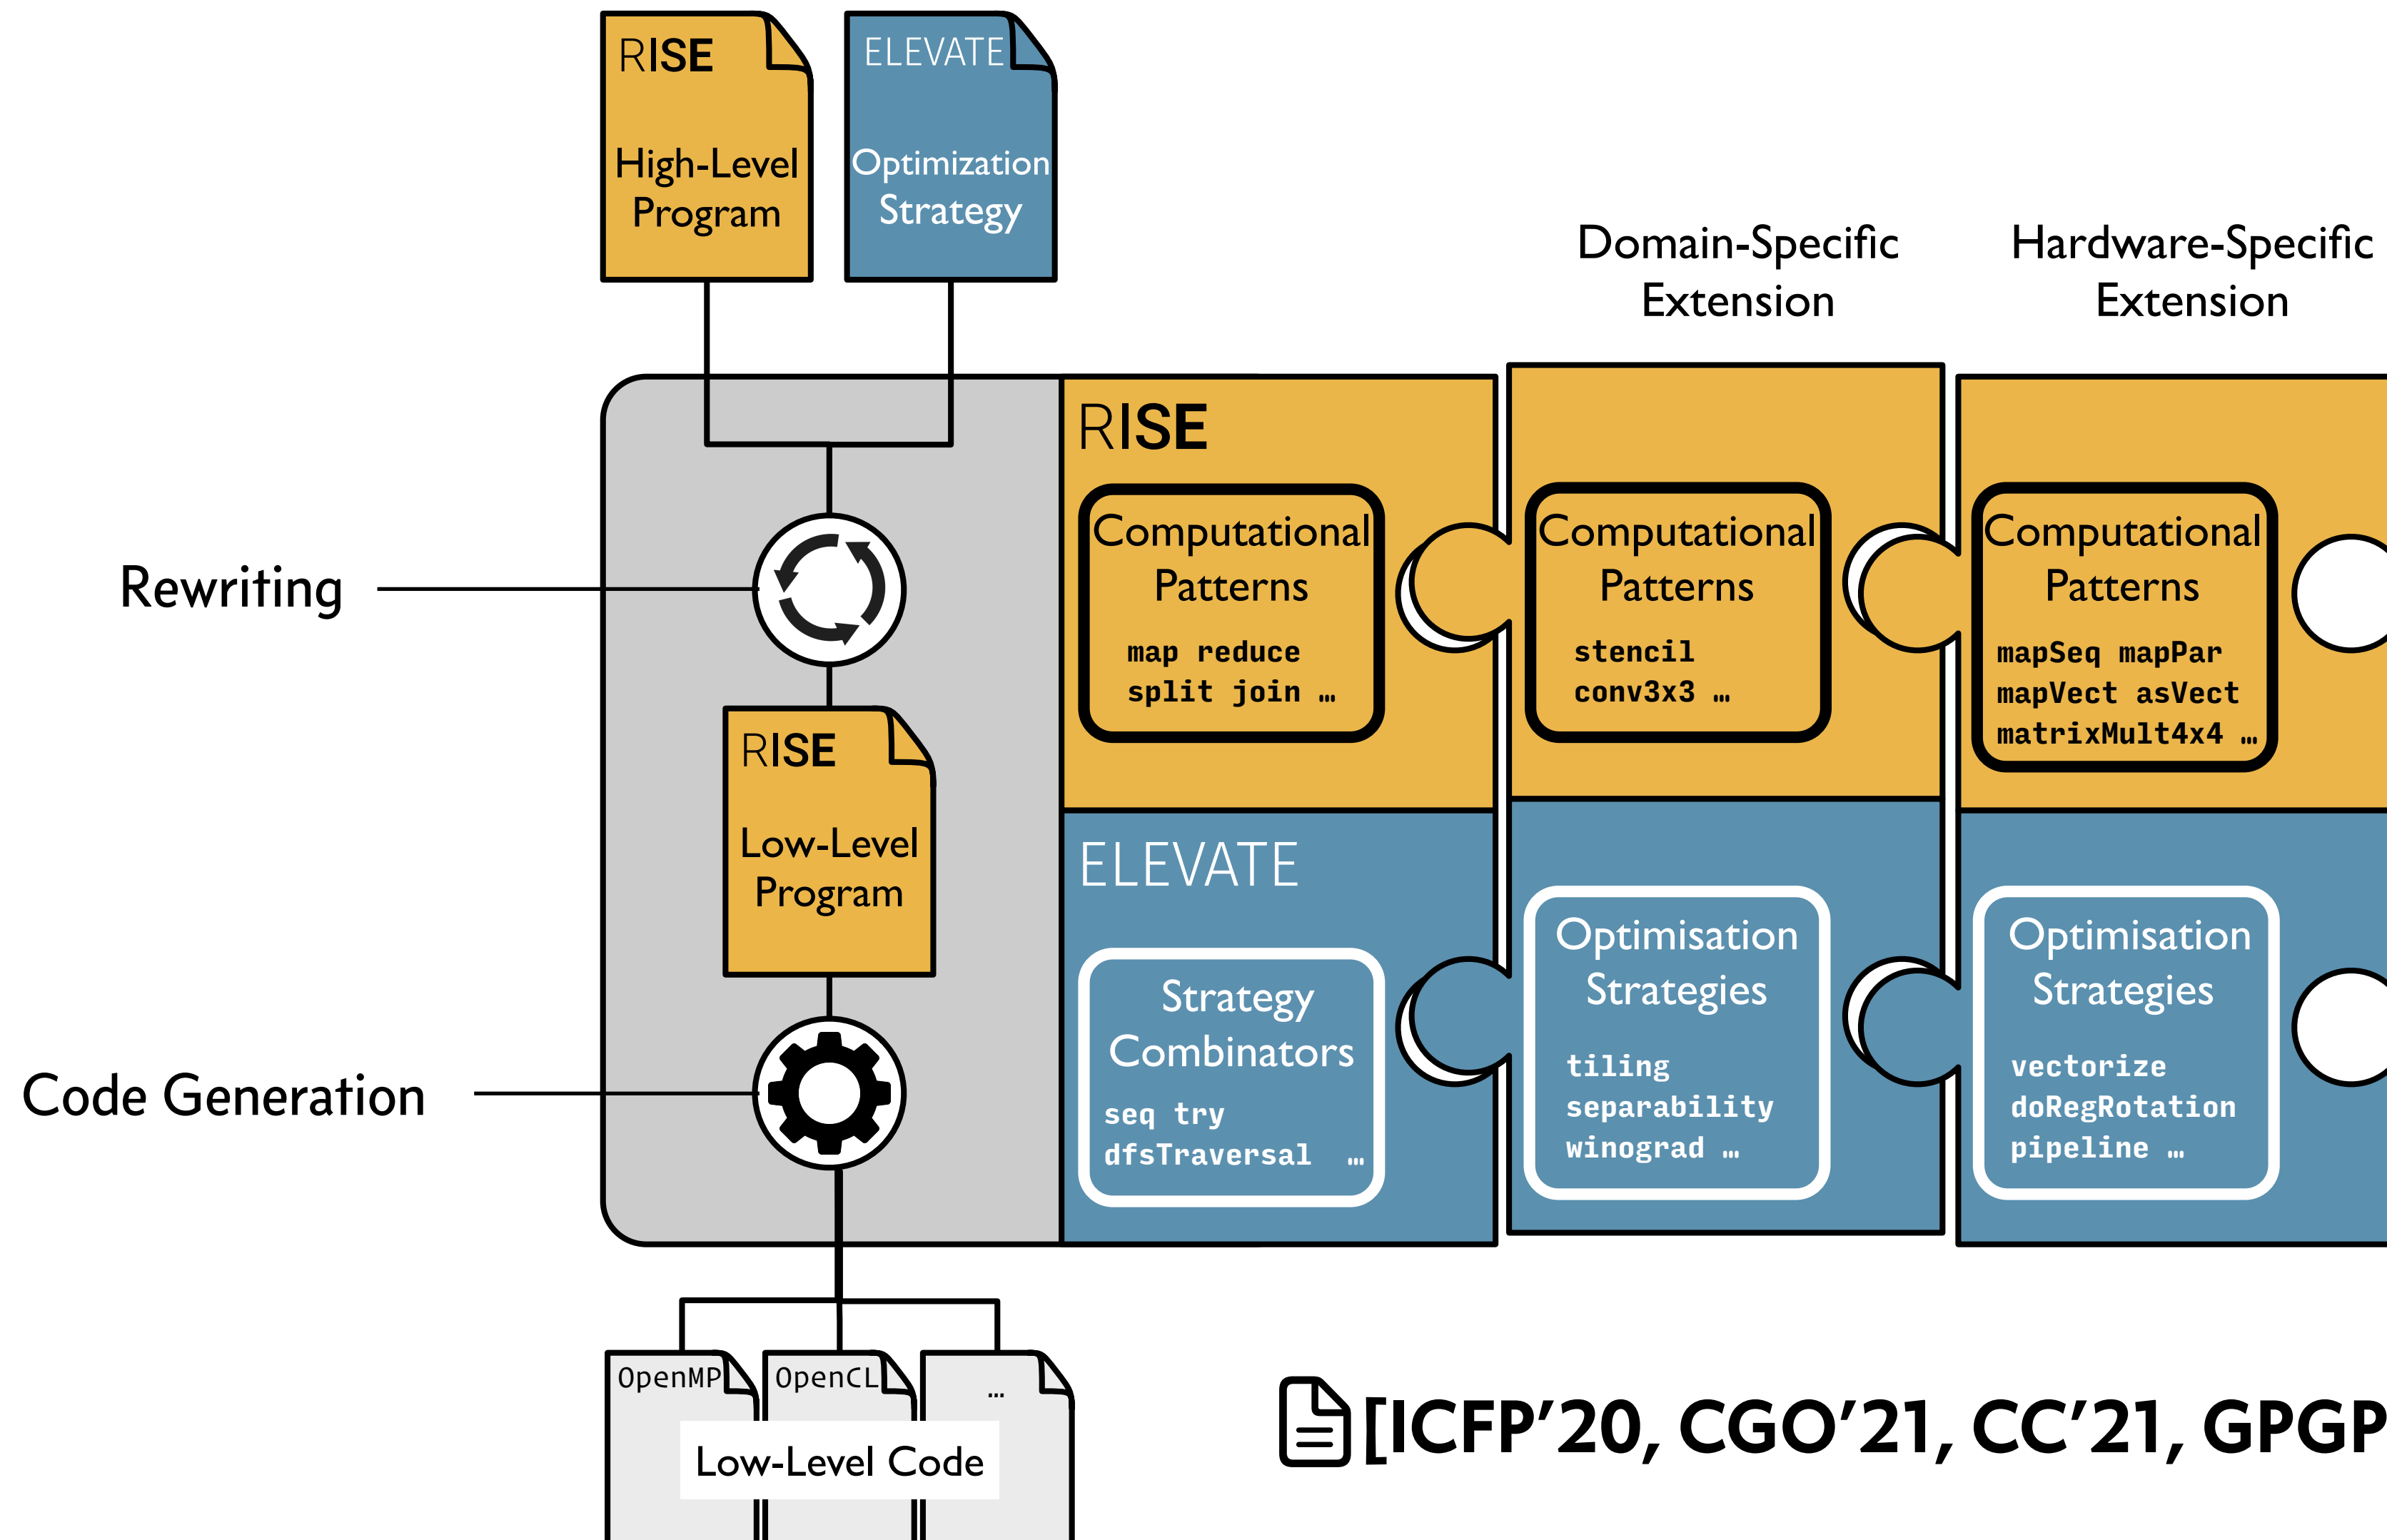 RISE
High-Level
Program
ELEVATE
Optimization
Strategy
Domain-Specific
Extension
Hardware-Specific
Extension
Rewriting
RISE
Low-Level
Program
Code Generation
RISE
Computational
Patterns
map reduce
split join …
Computational
Patterns
stencil
conv3x3 …
Computational
Patterns
mapSeq mapPar
mapVect asVect
matrixMult4x4 …
ELEVATE
Strategy
Combinators
seq try
dfsTraversal …
Optimisation
Strategies
tiling
separability
winograd …
Optimisation
Strategies
vectorize
doRegRotation
pipeline …
OpenMP
OpenCL
…
Low-Level Code
[ICFP’20, CGO’21, CC’21, GPGP